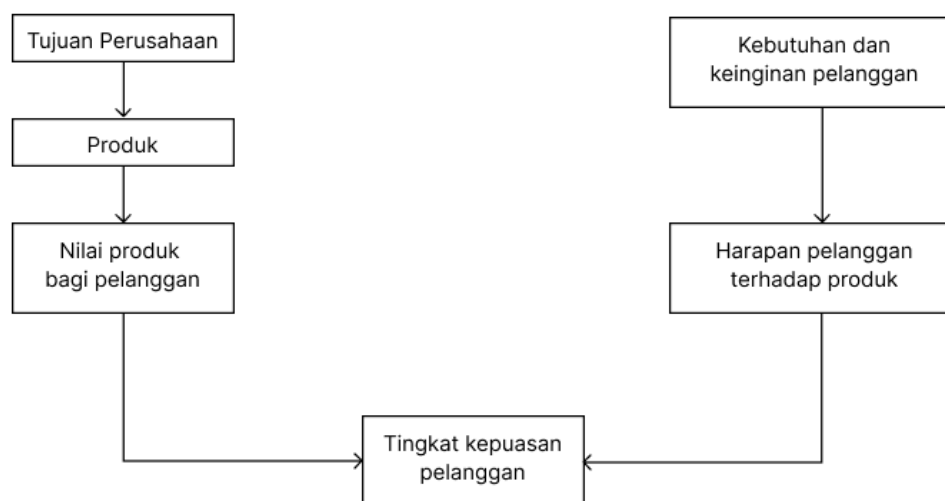 Tujuan Perusahaan
Produk
Nilai produk
bagi pelanggan
Kebutuhan dan
keinginan pelanggan
Harapan pelanggan
terhadap produk
Tingkat kepuasan
pelanggan